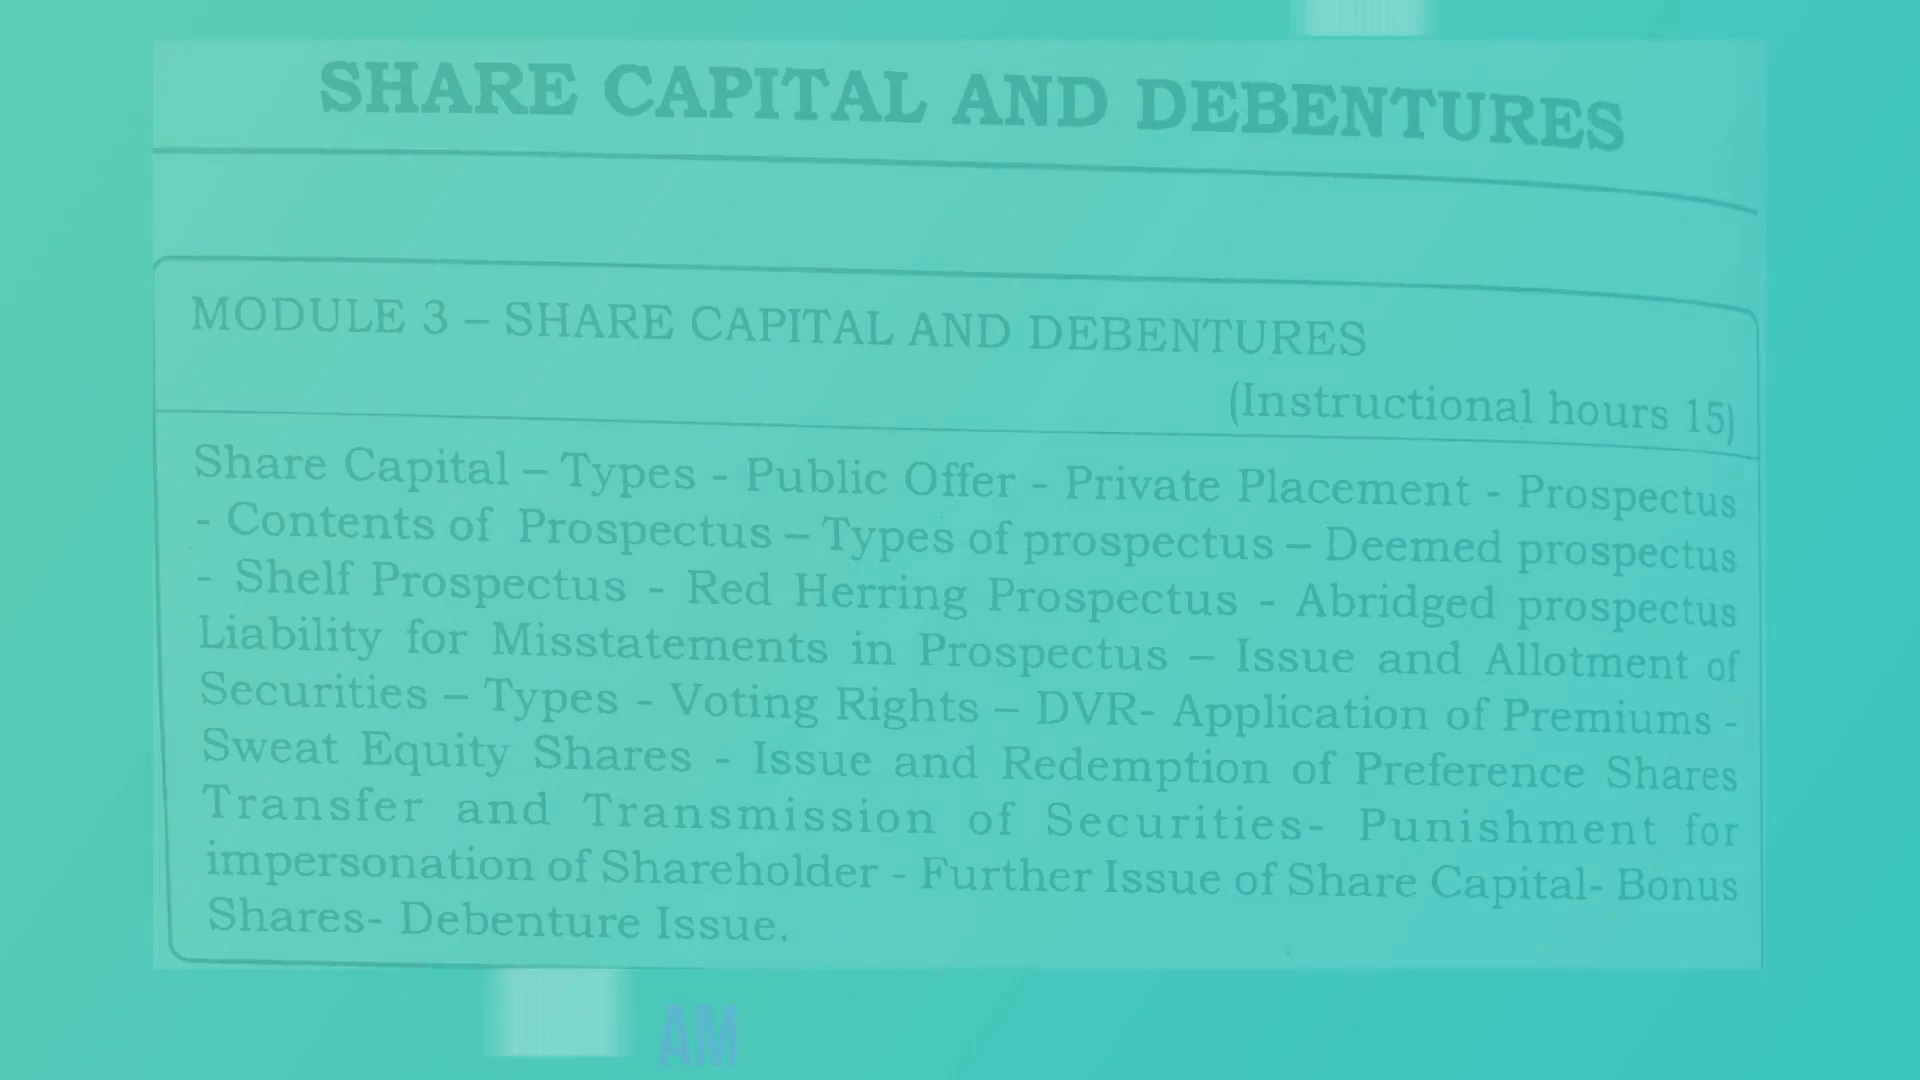 SHARE CAPITAL AND DEBENTURES
MODULE 3 – SHARE CAPITAL AND DEBENTURES
(Instructional hours 15)
Share Capital – Types - Public Offer - Private Placement - Prospectus
- Contents of Prospectus – Types of prospectus – Deemed prospectus
- Shelf Prospectus - Red Herring Prospectus - Abridged prospectus
Liability for Misstatements in Prospectus – Issue and Allotment of
Securities – Types - Voting Rights – DVR- Application of Premiums -
Sweat Equity Shares - Issue and Redemption of Preference Shares
Transfer and Transmission of Securities- Punishment for
impersonation of Shareholder - Further Issue of Share Capital- Bonus
Shares- Debenture Issue.
AM